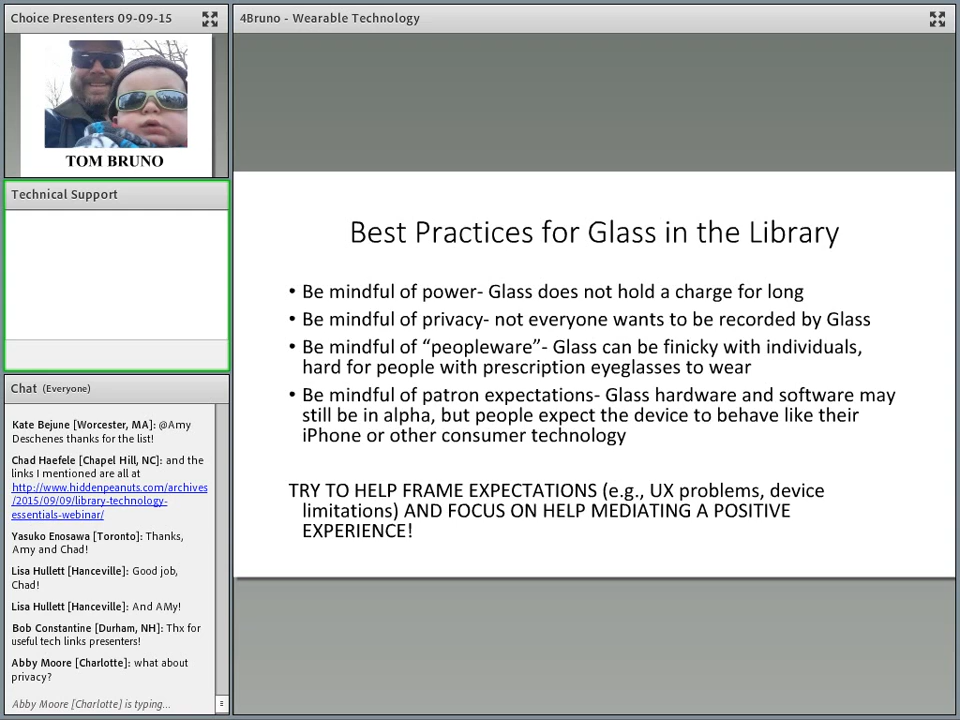 Choice Presenters 09-09-15
TOM BRUNO
Technical Support
Chat (Everyone)
Kate Bejune [Worcester, MA]: @Amy
Deschenes thanks for the list!
Chad Haefele [Chapel Hill, NC]: and the
links I mentioned are all at
http://www.hiddenpeanuts.com/archives
/2015/09/09/library-technology-
essentials-webinar/
Yasuko Enosawa [Toronto]: Thanks,
Amy and Chad!
Lisa Hullett [Hanceville]: Good job,
Chad!
Lisa Hullett [Hanceville]: And AMy!
Bob Constantine [Durham, NH]: Thx for
useful tech links presenters!
Abby Moore [Charlotte]: what about
privacy?
Abby Moore [Charlotte] is typing...
4Bruno - Wearable Technology
Best Practices for Glass in the Library
• Be mindful of power- Glass does not hold a charge for long
• Be mindful of privacy- not everyone wants to be recorded by Glass
• Be mindful of “peopleware”- Glass can be finicky with individuals,
hard for people with prescription eyeglasses to wear
• Be mindful of patron expectations- Glass hardware and software may
still be in alpha, but people expect the device to behave like their
iPhone or other consumer technology
TRY TO HELP FRAME EXPECTATIONS (e.g., UX problems, device
limitations) AND FOCUS ON HELP MEDIATING A POSITIVE
EXPERIENCE!